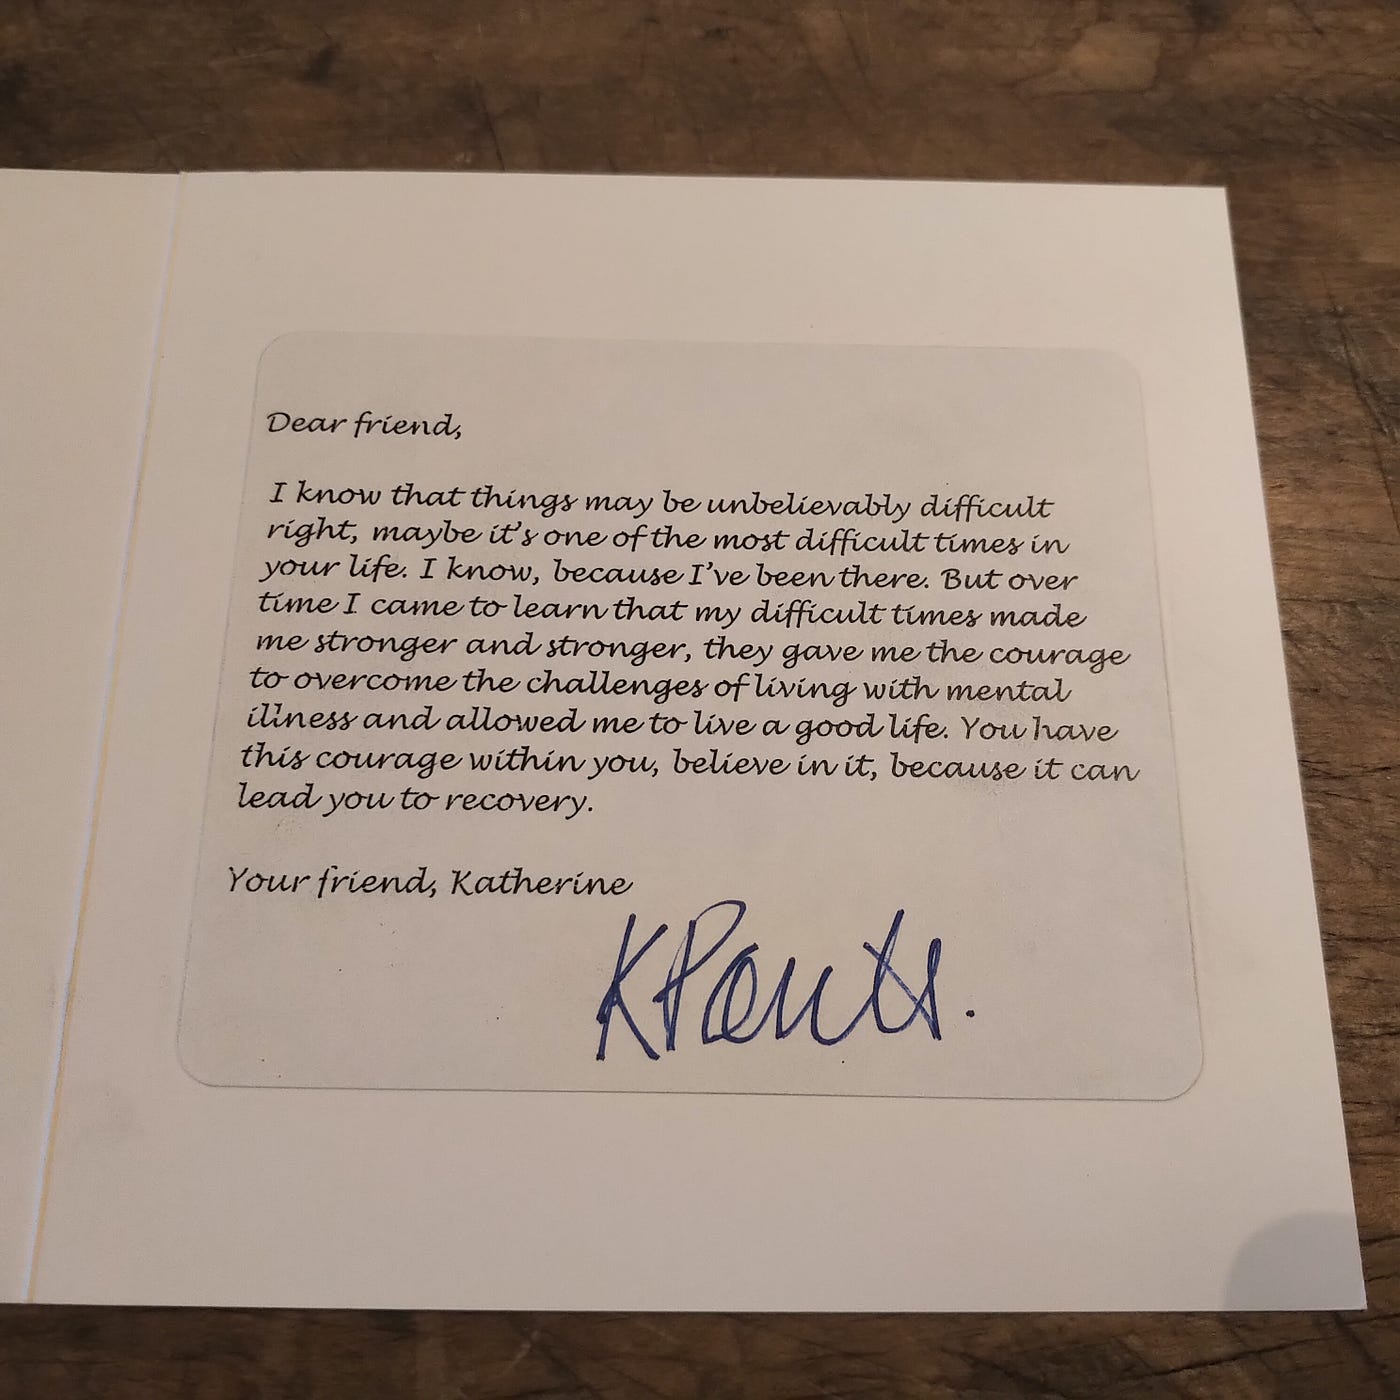 Dear friend,
I know that things may be unbelievably difficult
right, maybe it's one of the most difficult times in
your life. I know, because I've been there. But over
time I came to learn that my difficult times made
me stronger and stronger, they gave me the courage
to overcome the challenges of living with mental
illness and allowed me to live a good life. You have
this courage within you, believe in it, because it can
lead you to recovery.
Your friend, Katherine